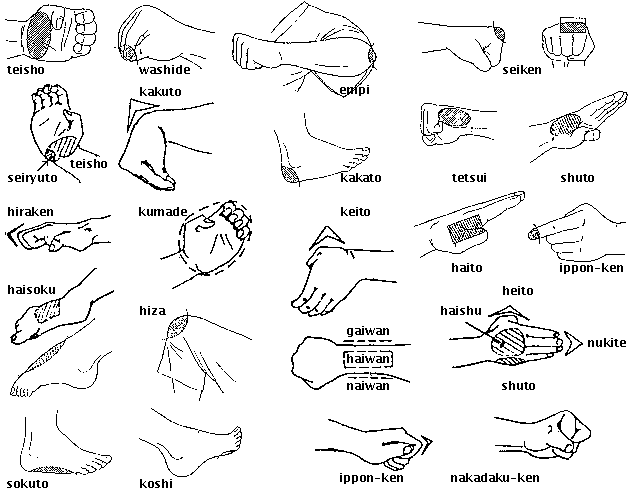 teisho
washide
empi
seiken
kakuto
teisho
seiryuto
kakato
tetsui
shuto
hiraken
kumade
keito
haito
ippon-ken
haisoku
hiza
heito
haishu
nukite
gaiwan
haiwan
naiwan
shuto
sokuto
koshi
ippon-ken
nakadaku-ken